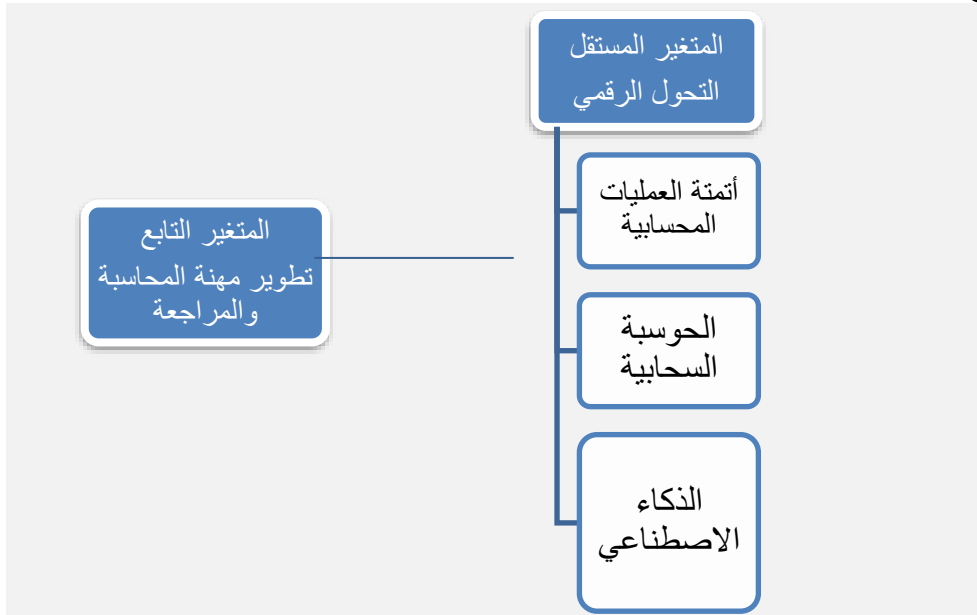 المتغير المستقل
التحول الرقمي
أتمتة العمليات
المحسابية
الحوسبة
السحابية
الذكاء
الاصطناعي
المتغير التابع
تطوير مهنة المحاسبة
والمراجعة